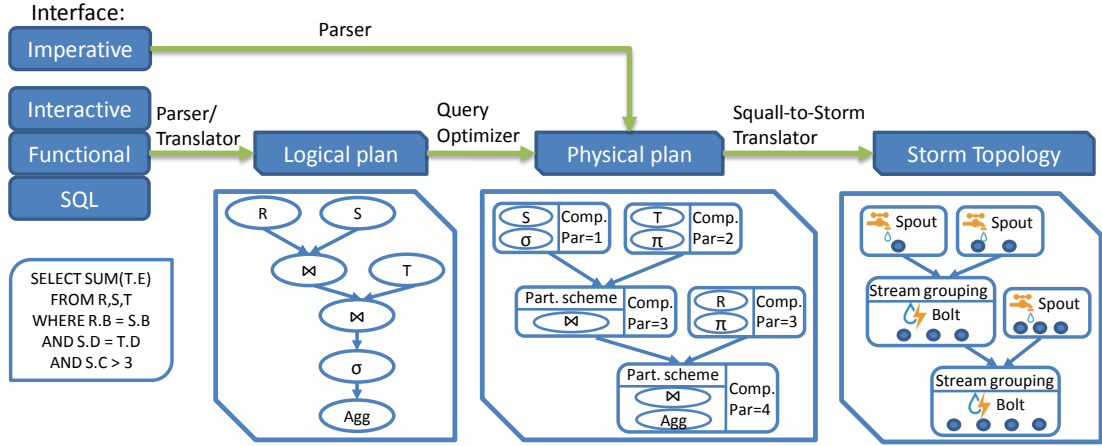 Interface:
Imperative
Parser
Interactive
Functional
SQL
Parser/
Translator
Logical plan
Query
Optimizer
Physical plan
Squall-to-Storm
Translator
Storm Topology
SELECT SUM(T.E)
FROM R,S,T
WHERE R.B = S.B
AND S.D = T.D
AND S.C > 3
R
S
⋈
T
⋈
σ
Agg
S
σ
Comp.
Par=1
T
π
Comp.
Par=2
Part. scheme
⋈
Comp.
Par=3
R
π
Comp.
Par=3
Part. scheme
⋈
Agg
Comp.
Par=4
Spout
Spout
Stream grouping
Bolt
Spout
Stream grouping
Bolt